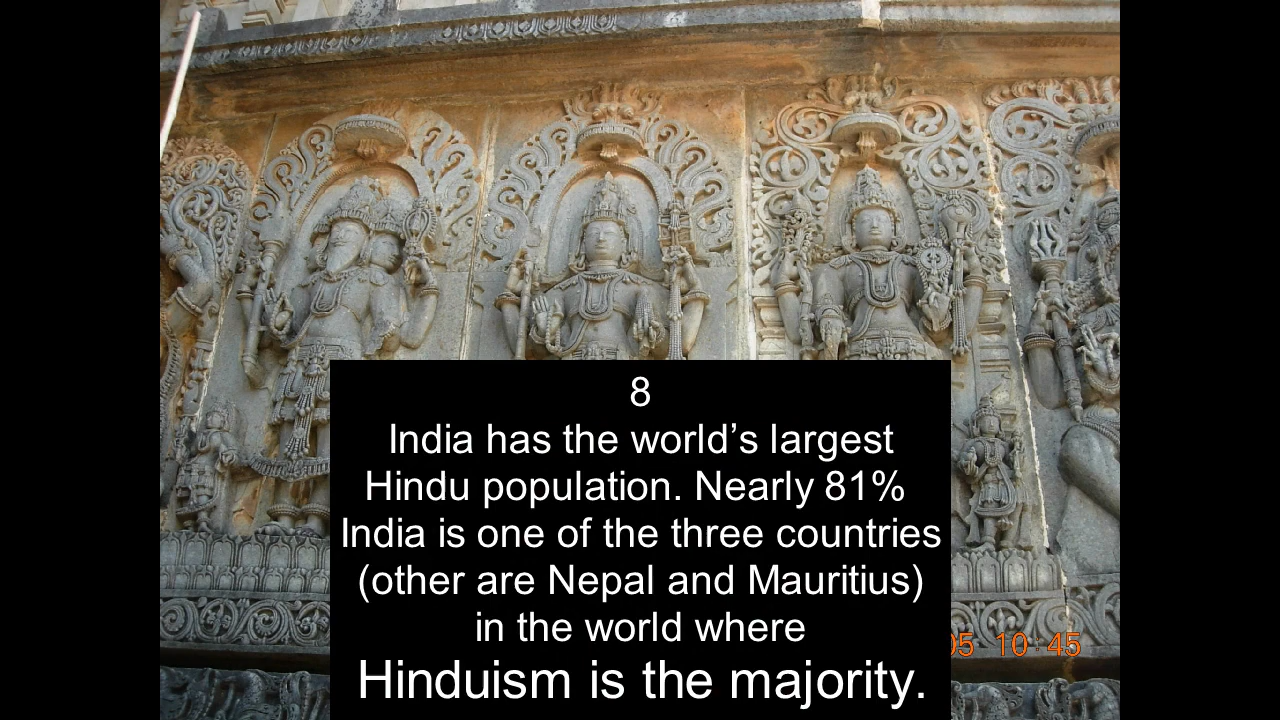 8
India has the world’s largest
Hindu population. Nearly 81%
India is one of the three countries
(other are Nepal and Mauritius)
in the world where
Hinduism is the majority.
05 10:45